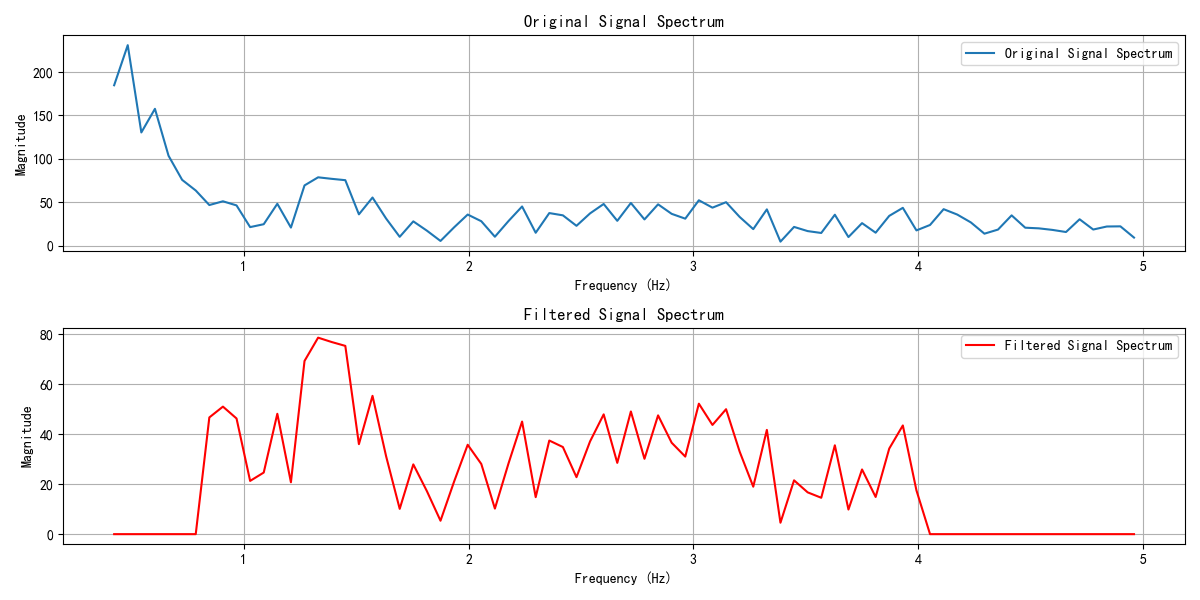 Original Signal Spectrum
Original Signal Spectrum
Magnitude
200
150
100
50
0
1
2
3
4
5
Frequency (Hz)
Filtered Signal Spectrum
Filtered Signal Spectrum
Magnitude
80
60
40
20
0
1
2
3
4
5
Frequency (Hz)